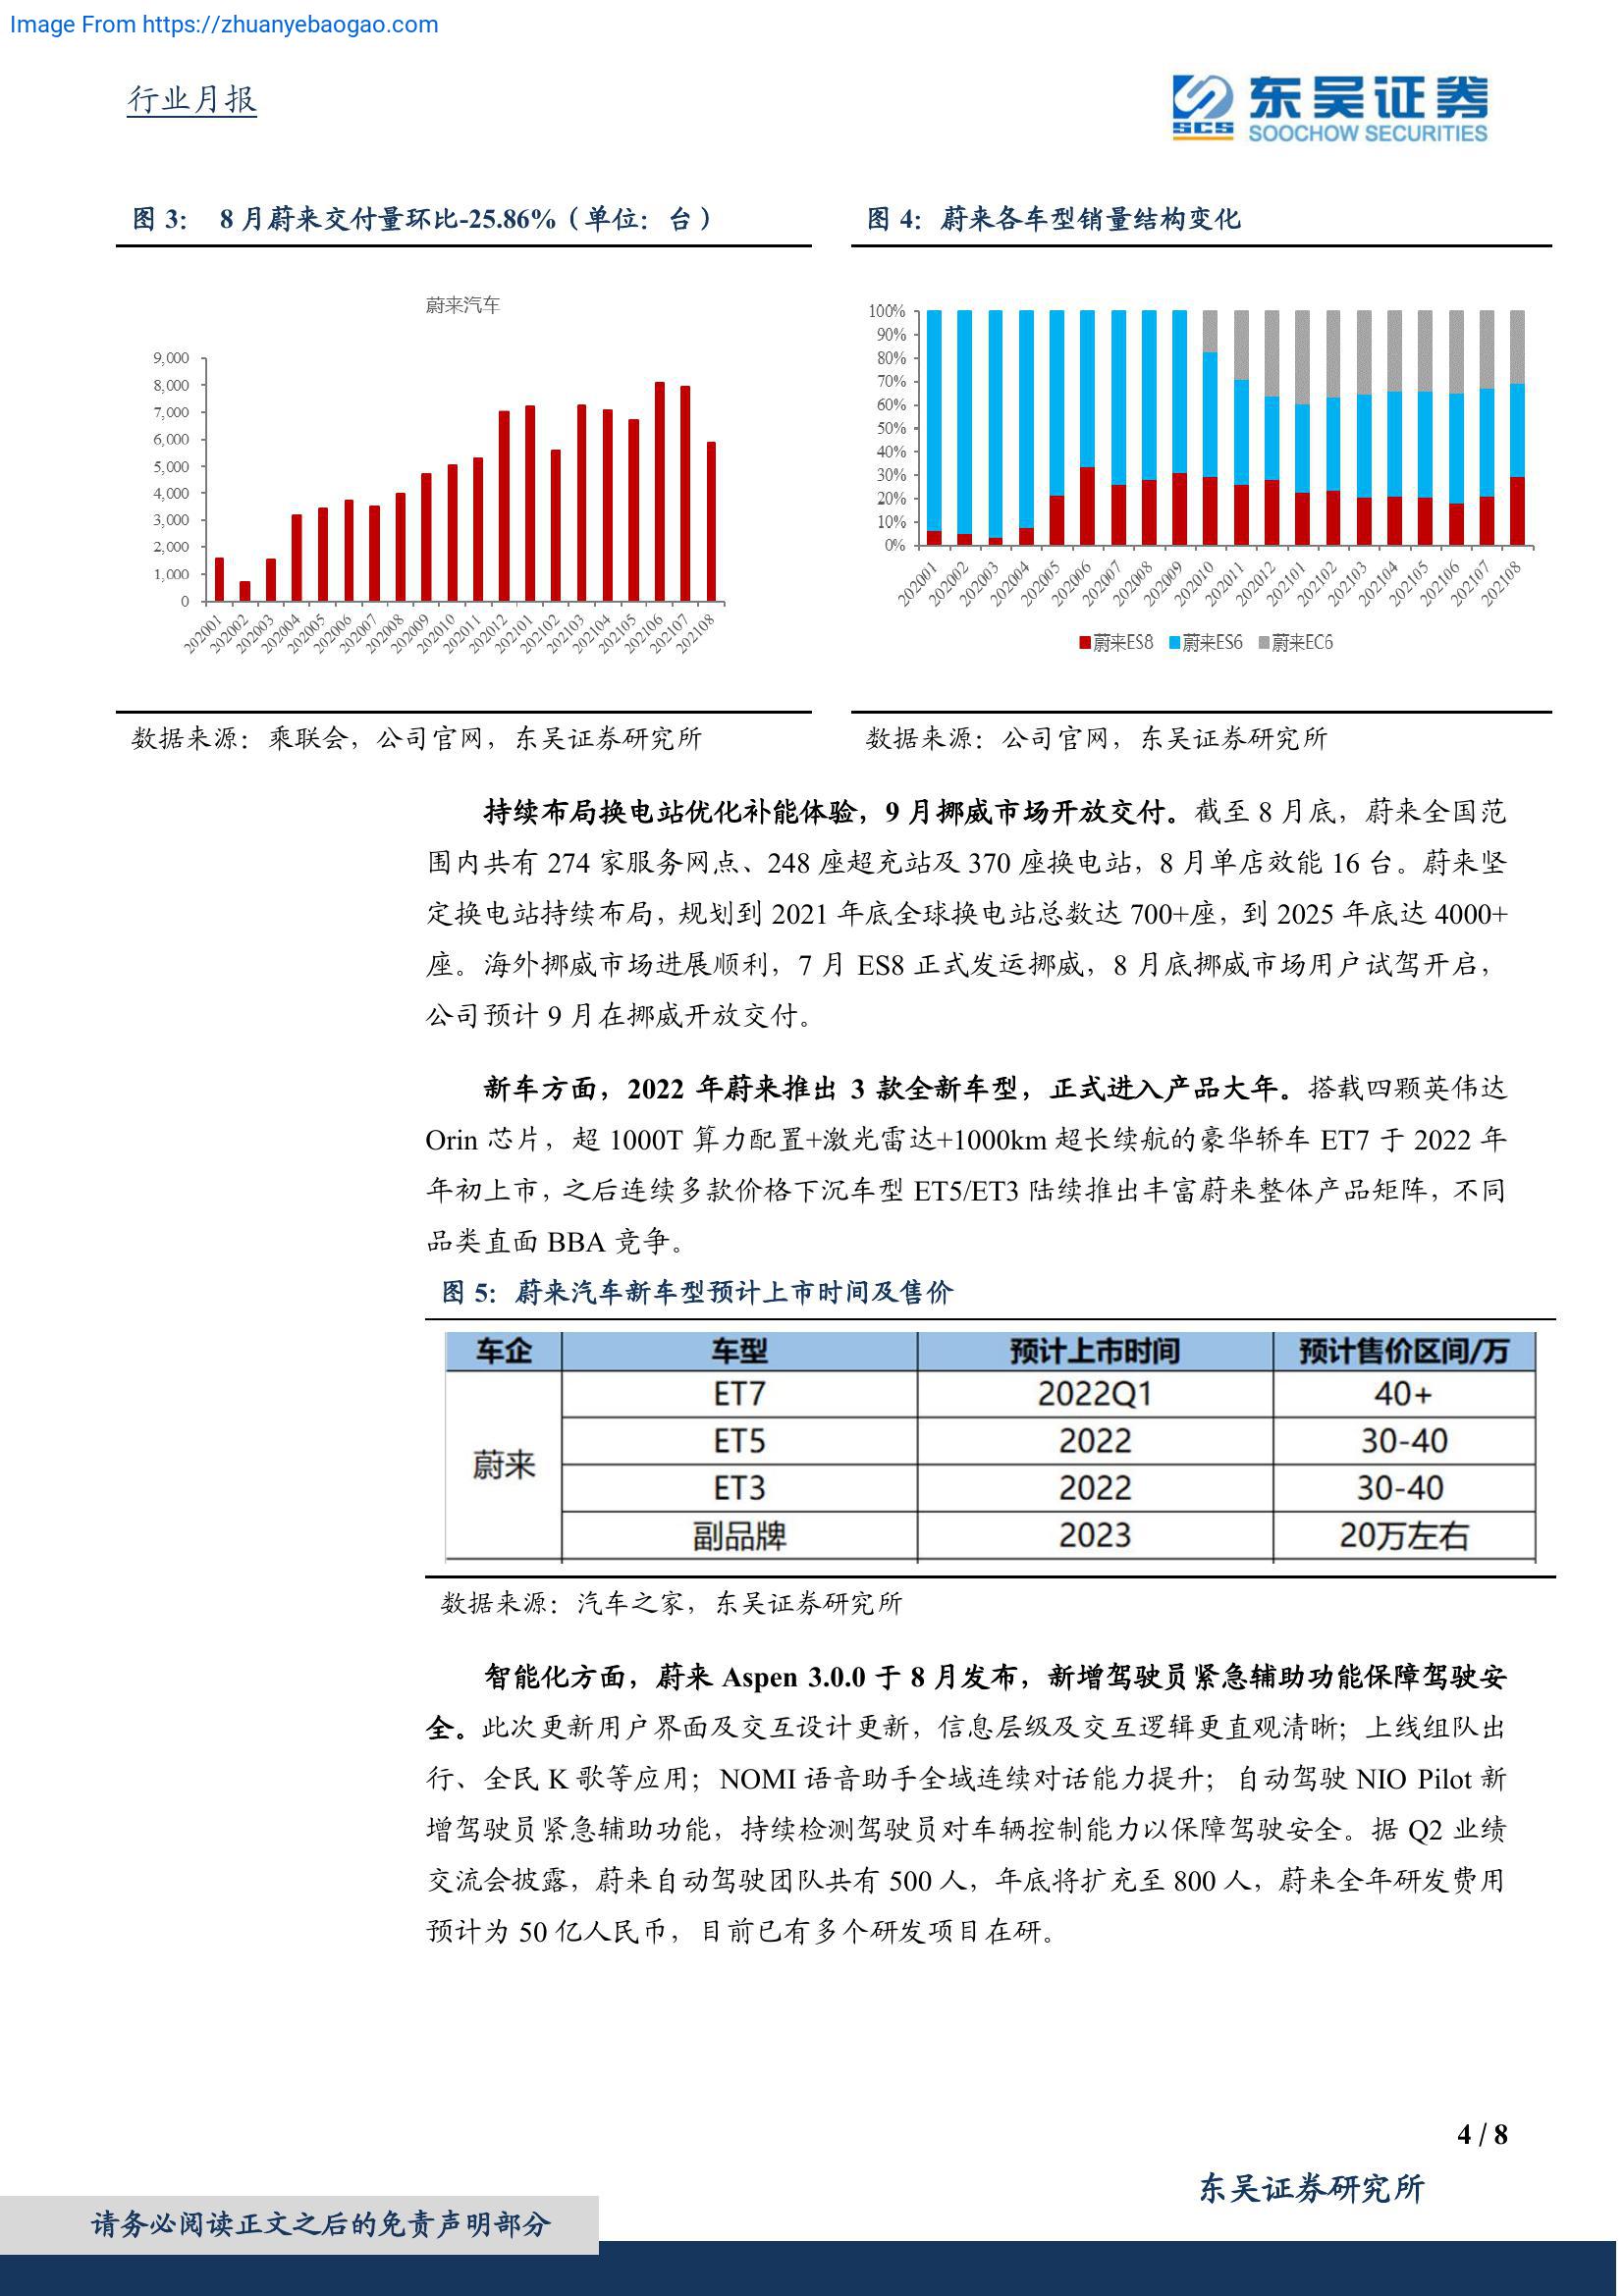 Image From https://zhuanyebaogao.com
行业月报
SCS 东吴证券
SOOCHOW SECURITIES
图 3： 8 月蔚来交付量环比-25.86%（单位：台）
蔚来汽车
9,000
8,000
7,000
6,000
5,000
4,000
3,000
2,000
1,000
0
202001 202002 202003 202004 202005 202006 202007 202008 202009 202010 202011 202012 202101 202102 202103 202104 202105 202106 202107 202108
数据来源：乘联会，公司官网，东吴证券研究所
图 4：蔚来各车型销量结构变化
100%
90%
80%
70%
60%
50%
40%
30%
20%
10%
0%
202001 202002 202003 202004 202005 202006 202007 202008 202009 202010 202011 202012 202101 202102 202103 202104 202105 202106 202107 202108
蔚来ES8 蔚来ES6 蔚来EC6
数据来源：公司官网，东吴证券研究所
持续布局换电站优化补能体验，9 月挪威市场开放交付。截至 8 月底，蔚来全国范
围内共有 274 家服务网点、248 座超充站及 370 座换电站，8 月单店效能 16 台。蔚来坚
定换电站持续布局，规划到 2021 年底全球换电站总数达 700+座，到 2025 年底达 4000+
座。海外挪威市场进展顺利，7 月 ES8 正式发运挪威，8 月底挪威市场用户试驾开启，
公司预计 9 月在挪威开放交付。
新车方面，2022 年蔚来推出 3 款全新车型，正式进入产品大年。搭载四颗英伟达
Orin 芯片，超 1000T 算力配置+激光雷达+1000km 超长续航的豪华轿车 ET7 于 2022 年
年初上市，之后连续多款价格下沉车型 ET5/ET3 陆续推出丰富蔚来整体产品矩阵，不同
品类直面 BBA 竞争。
图 5：蔚来汽车新车型预计上市时间及售价
车企 车型 预计上市时间 预计售价区间/万
蔚来 ET7 2022Q1 40+
ET5 2022 30-40
ET3 2022 30-40
副品牌 2023 20万左右
数据来源：汽车之家，东吴证券研究所
智能化方面，蔚来 Aspen 3.0.0 于 8 月发布，新增驾驶员紧急辅助功能保障驾驶安
全。此次更新用户界面及交互设计更新，信息层级及交互逻辑更直观清晰；上线组队出
行、全民 K 歌等应用；NOMI 语音助手全域连续对话能力提升；自动驾驶 NIO Pilot 新
增驾驶员紧急辅助功能，持续检测驾驶员对车辆控制能力以保障驾驶安全。据 Q2 业绩
交流会披露，蔚来自动驾驶团队共有 500 人，年底将扩充至 800 人，蔚来全年研发费用
预计为 50 亿人民币，目前已有多个研发项目在研。
4 / 8
东吴证券研究所
请务必阅读正文之后的免责声明部分